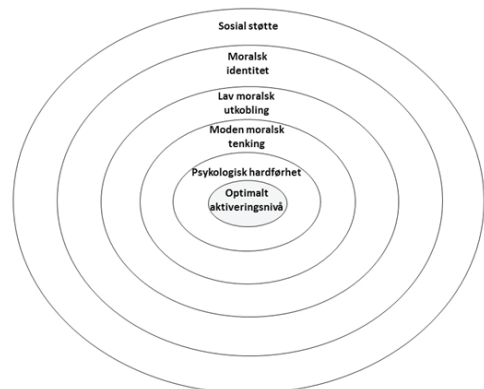 Sosial støtte
Moralsk
identitet
Lav moralsk
utkobling
Moden moralsk
tenking
Psykologisk hardførhet
Optimalt
aktiveringsnivå